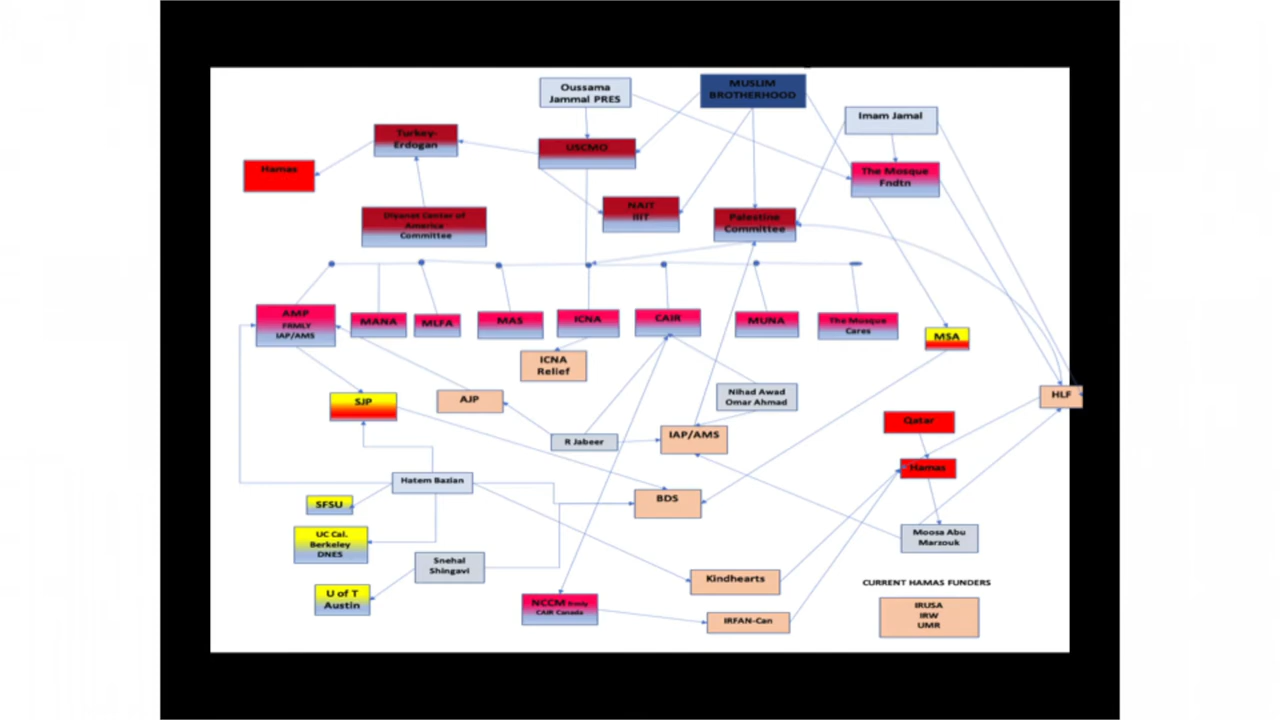 Oussama
Jammal PRES
MUSLIM
BROTHERHOOD
Imam Jamal
Turkey-
Erdogan
USCMO
Hamas
The Mosque
Fndtn
NAIT
IIIT
Diyanet Center of
America
Committee
Palestine
Committee
AMP
FRMLY
IAP/AMS
MANA
MLFA
MAS
ICNA
CAIR
MUNA
The Mosque
Cares
MSA
ICNA
Relief
Nihad Awad
Omar Ahmad
HLF
SJP
AJP
Qatar
R Jabeer
IAP/AMS
Hamas
Hatem Bazian
BDS
SFSU
UC Cal.
Berkeley
DNES
Moosa Abu
Marzouk
Snehal
Shingavi
Kindhearts
CURRENT HAMAS FUNDERS
U of T
Austin
NCCM
CAIR Canada
IRFAN-Can
IRUSA
IRW
UMR